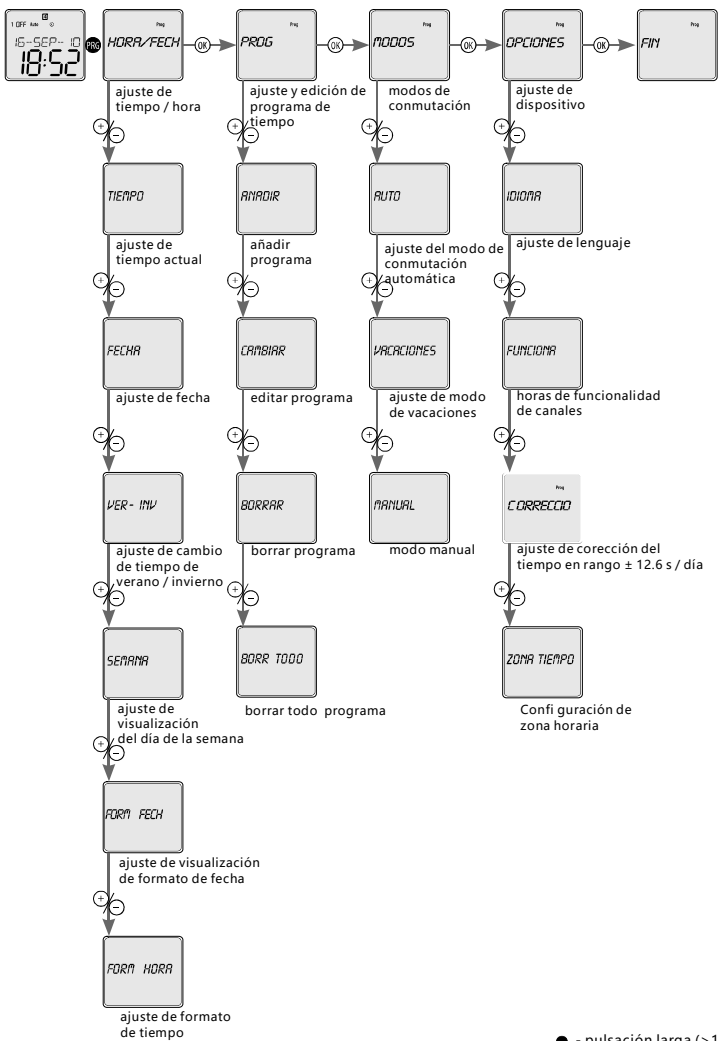 1 OFF Auto
16-SEP-10
18:52
PRG
Prog
HORA/FECH
OK
Prog
PROG
OK
Prog
MODOS
OK
Prog
OPCIONES
OK
Prog
FIN
ajuste de
tiempo / hora
ajuste y edición de
programa de
tiempo
modos de
conmutación
ajuste de
dispositivo
+ −
+ −
+ −
+ −
TIEMPO
ANADIR
AUTO
IDIOMA
ajuste de
tiempo actual
añadir
programa
ajuste del modo de
conmutación
automática
ajuste de lenguaje
+ −
+ −
+ −
+ −
FECHA
CAMBIAR
VACACIONES
FUNCIONA
ajuste de fecha
editar programa
ajuste de modo
de vacaciones
horas de funcionalidad
de canales
+ −
+ −
+ −
+ −
VER- INV
BORRAR
MANUAL
Prog
CORRECCIO
ajuste de cambio
de tiempo de
verano / invierno
borrar programa
modo manual
ajuste de corección del
tiempo en rango ± 12.6 s / día
+ −
+ −
+ −
SEMANA
BORR TODO
ZONA TIEMPO
ajuste de
visualización
del día de la semana
borrar todo programa
Confi guración de
zona horaria
+ −
FORM FECH
ajuste de visualización
de formato de fecha
+ −
FORM HORA
ajuste de formato
de tiempo
- pulsación larga (>1